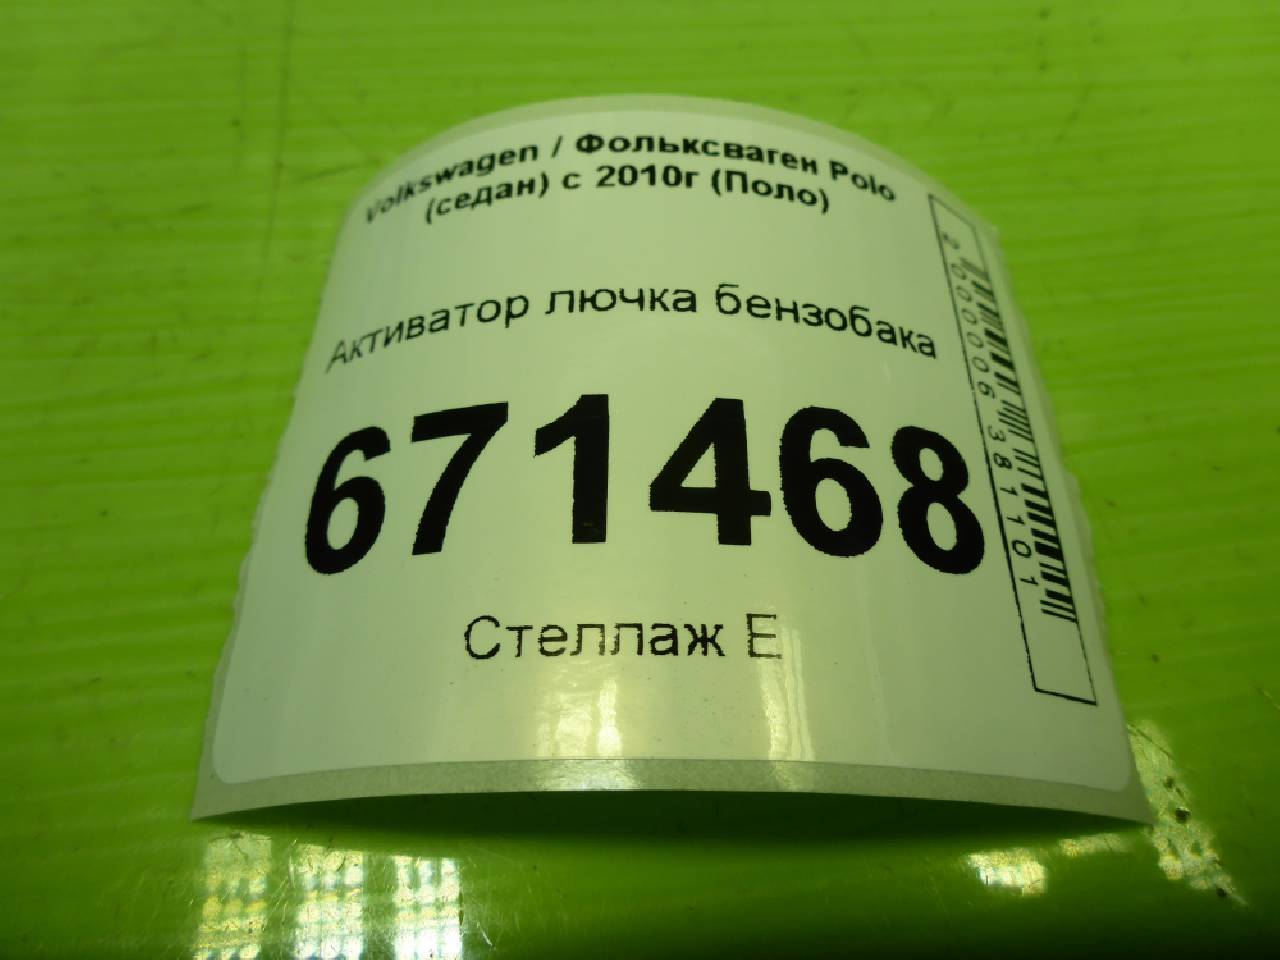 Volkswagen / Фольксваген Polo
(седан) с 2010г (Поло)
Активатор лючка бензобака
671468
Стеллаж Е
2000006381101